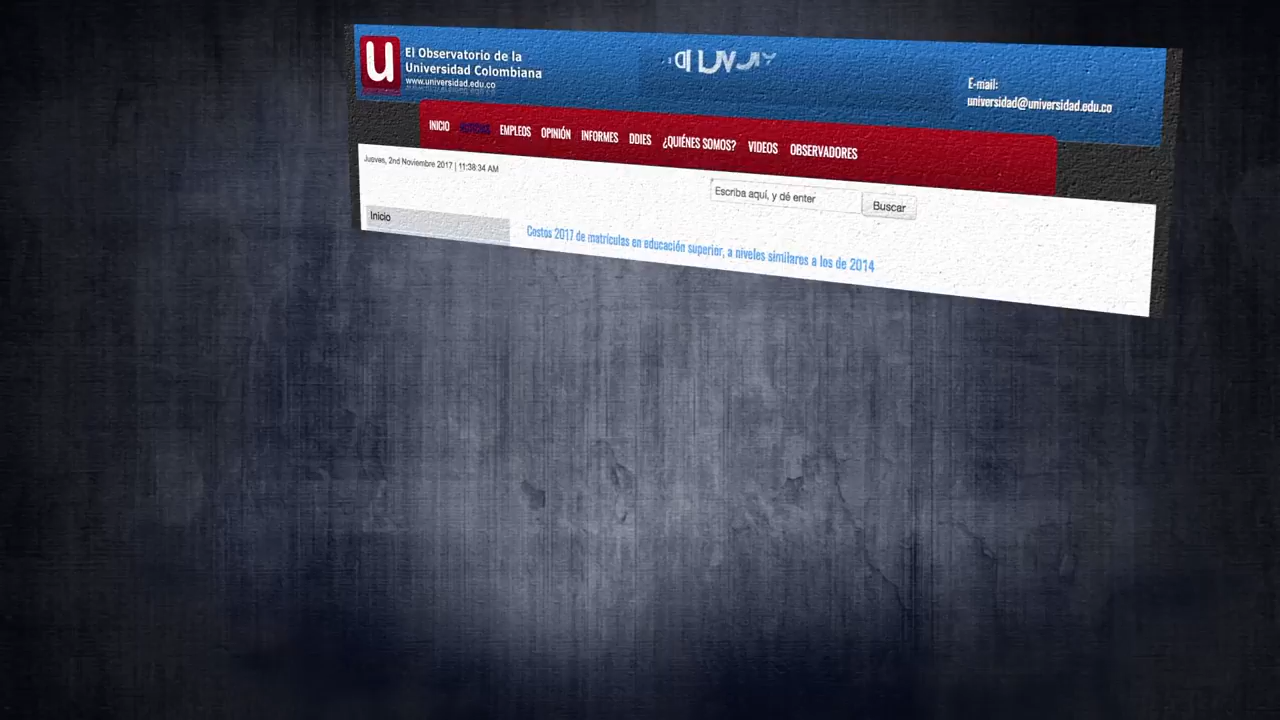 U
El Observatorio de la
Universidad Colombiana
www.universidad.edu.co
E-mail:
universidad@universidad.edu.co
INICIO NOTICIAS EMPLEOS OPINIÓN INFORMES DDIES ¿QUIÉNES SOMOS? VIDEOS OBSERVADORES
Jueves, 2nd Noviembre 2017 | 11:38:34 AM
Escriba aquí, y dé enter
Buscar
Inicio
Costos 2017 de matrículas en educación superior, a niveles similares a los de 2014